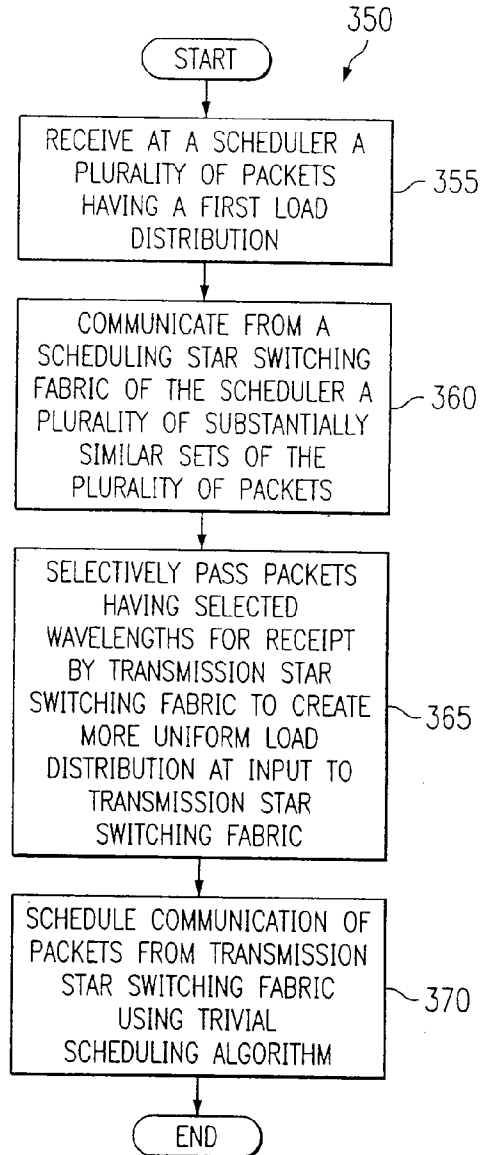 350
START
RECEIVE AT A SCHEDULER A
PLURALITY OF PACKETS
HAVING A FIRST LOAD
DISTRIBUTION
355
COMMUNICATE FROM A
SCHEDULING STAR SWITCHING
FABRIC OF THE SCHEDULER A
PLURALITY OF SUBSTANTIALLY
SIMILAR SETS OF THE
PLURALITY OF PACKETS
360
SELECTIVELY PASS PACKETS
HAVING SELECTED
WAVELENGTHS FOR RECEIPT
BY TRANSMISSION STAR
SWITCHING FABRIC TO CREATE
MORE UNIFORM LOAD
DISTRIBUTION AT INPUT TO
TRANSMISSION STAR
SWITCHING FABRIC
365
SCHEDULE COMMUNICATION OF
PACKETS FROM TRANSMISSION
STAR SWITCHING FABRIC
USING TRIVIAL
SCHEDULING ALGORITHM
370
END